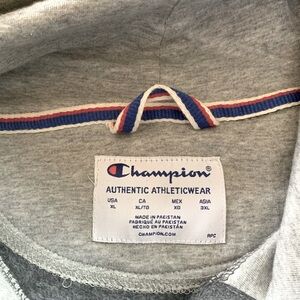 Champion®
AUTHENTIC ATHLETICWEAR
USA CA MEX ASIA
XL XL/TG XG 3XL
MADE IN PAKISTAN
FABRIQUÉ AU PAKISTAN
HECHO EN PAKISTÁN
CHAMPION.COM RPC